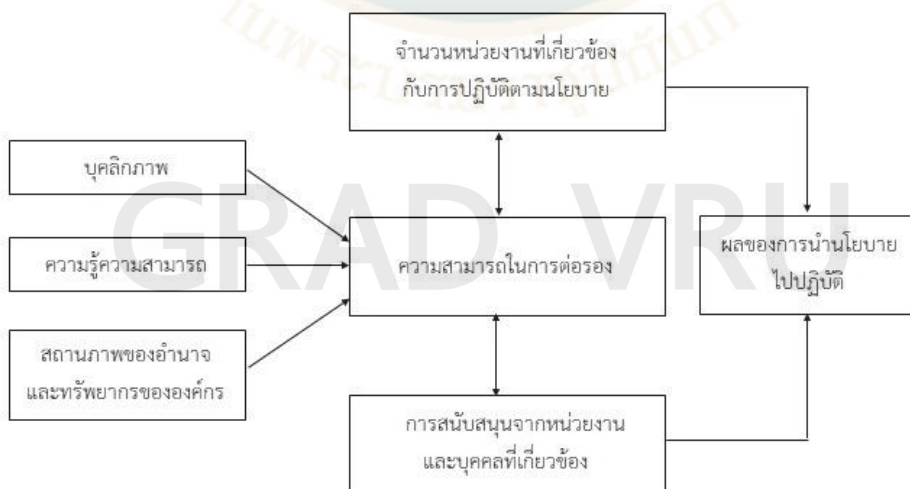 จำนวนหน่วยงานที่เกี่ยวข้อง
กับการปฏิบัติตามนโยบาย
บุคลิกภาพ
ความรู้ความสามารถ
สถานภาพของอำนาจ
และทรัพยากรขององค์กร
ความสามารถในการต่อรอง
การสนับสนุนจากหน่วยงาน
และบุคคลที่เกี่ยวข้อง
ผลของการนำนโยบาย
ไปปฏิบัติ
GRAD VRU